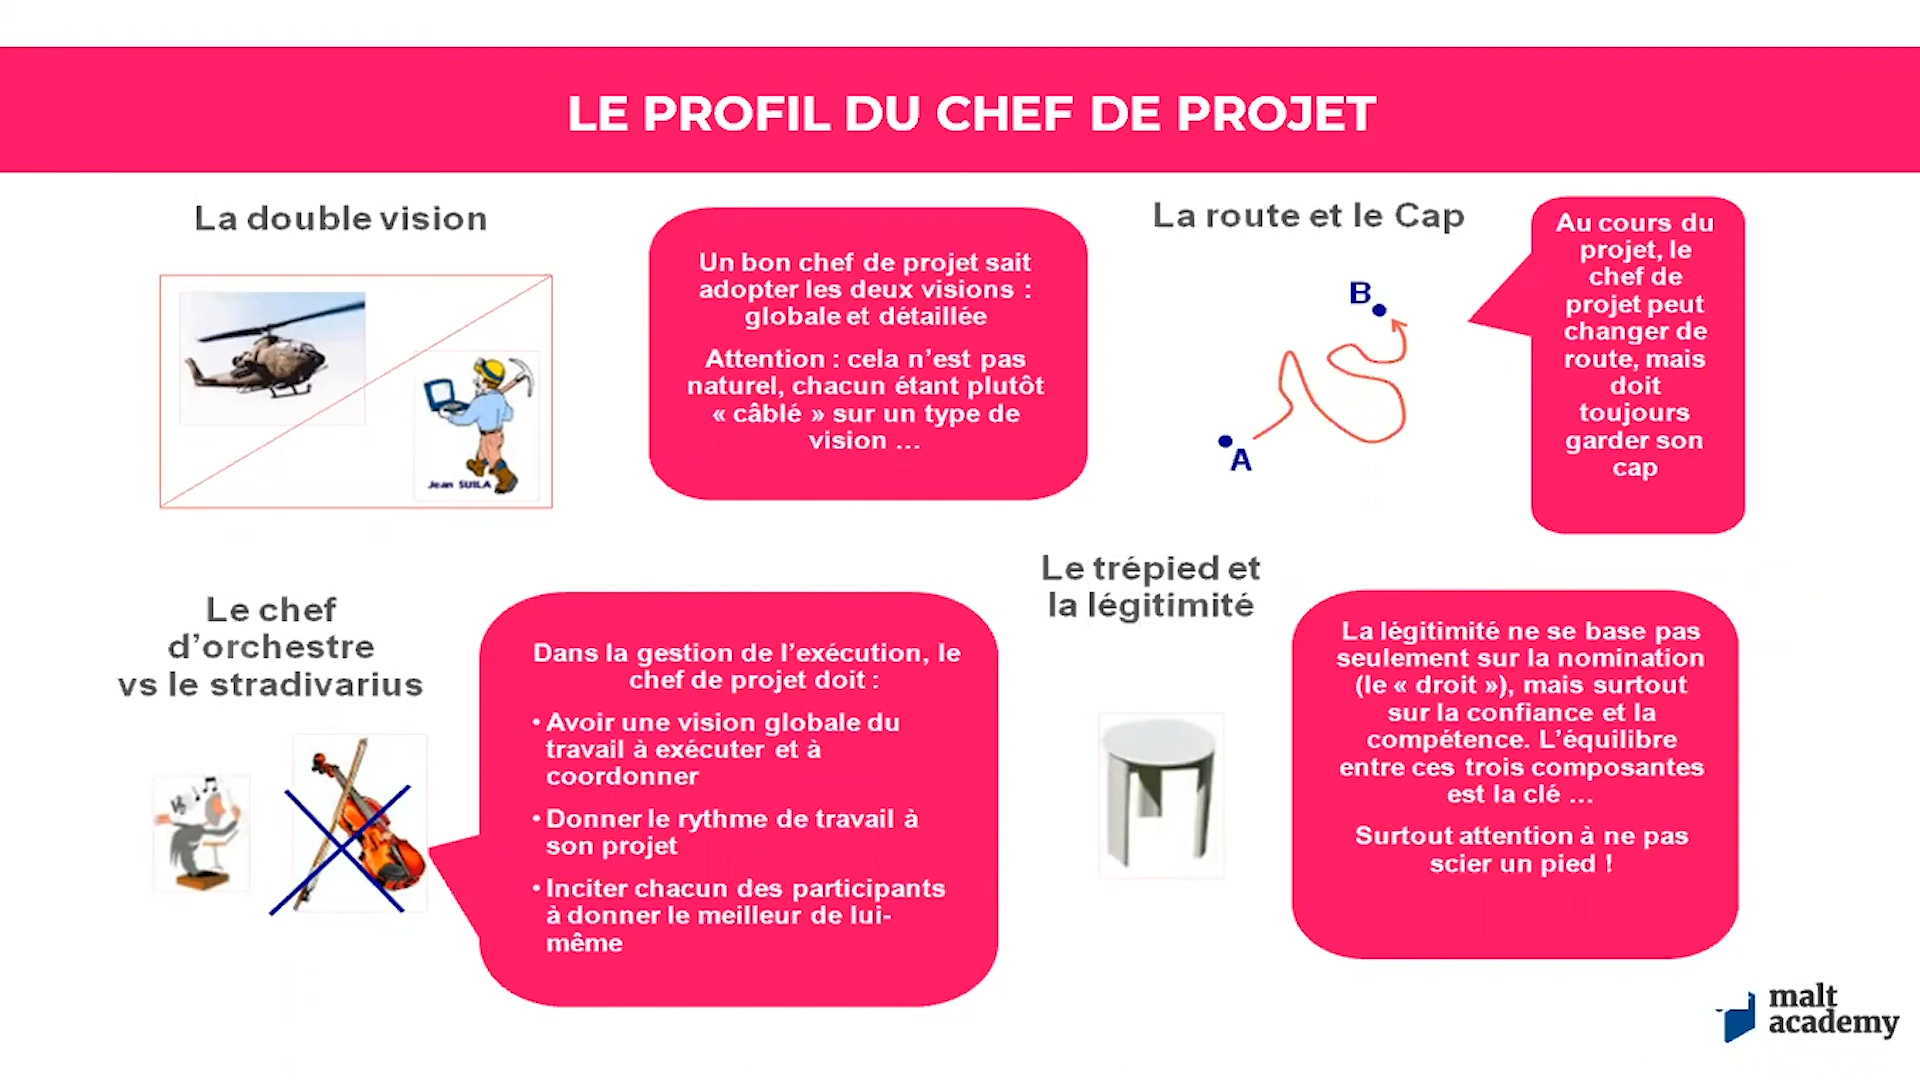 LE PROFIL DU CHEF DE PROJET
La double vision
Jean SUILA
Un bon chef de projet sait
adopter les deux visions :
globale et détaillée
Attention : cela n’est pas
naturel, chacun étant plutôt
« câblé » sur un type de
vision ...
La route et le Cap
B
A
Au cours du
projet, le
chef de
projet peut
changer de
route, mais
doit
toujours
garder son
cap
Le chef
d’orchestre
vs le stradivarius
Dans la gestion de l’exécution, le
chef de projet doit :
• Avoir une vision globale du
travail à exécuter et à
coordonner
• Donner le rythme de travail à
son projet
• Inciter chacun des participants
à donner le meilleur de lui-
même
Le trépied et
la légitimité
La légitimité ne se base pas
seulement sur la nomination
(le « droit »), mais surtout
sur la confiance et la
compétence. L’équilibre
entre ces trois composantes
est la clé ...
Surtout attention à ne pas
scier un pied !
malt
academy